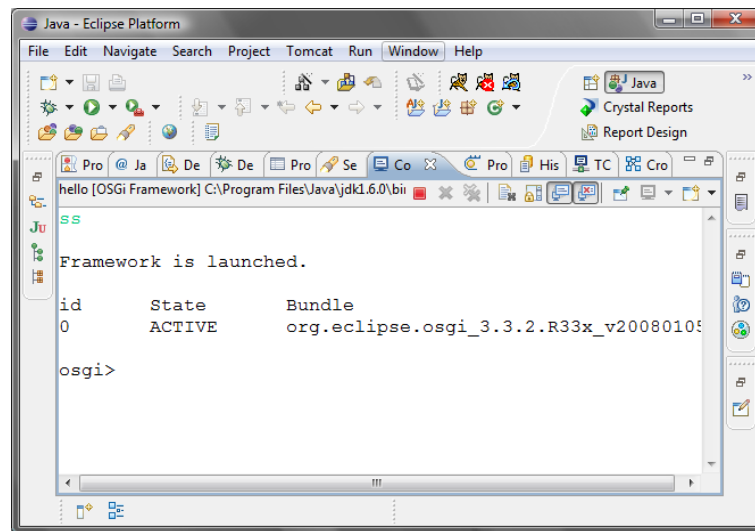 Java - Eclipse Platform
File Edit Navigate Search Project Tomcat Run Window Help
Java
Crystal Reports
Report Design
Pro @ Ja De De Pro Se Co Pro His TC Cro
hello [OSGi Framework] C:\Program Files\Java\jdk1.6.0\bi
ss
Framework is launched.
id State Bundle
0 ACTIVE org.eclipse.osgi_3.3.2.R33x_v20080105
osgi>
Ju